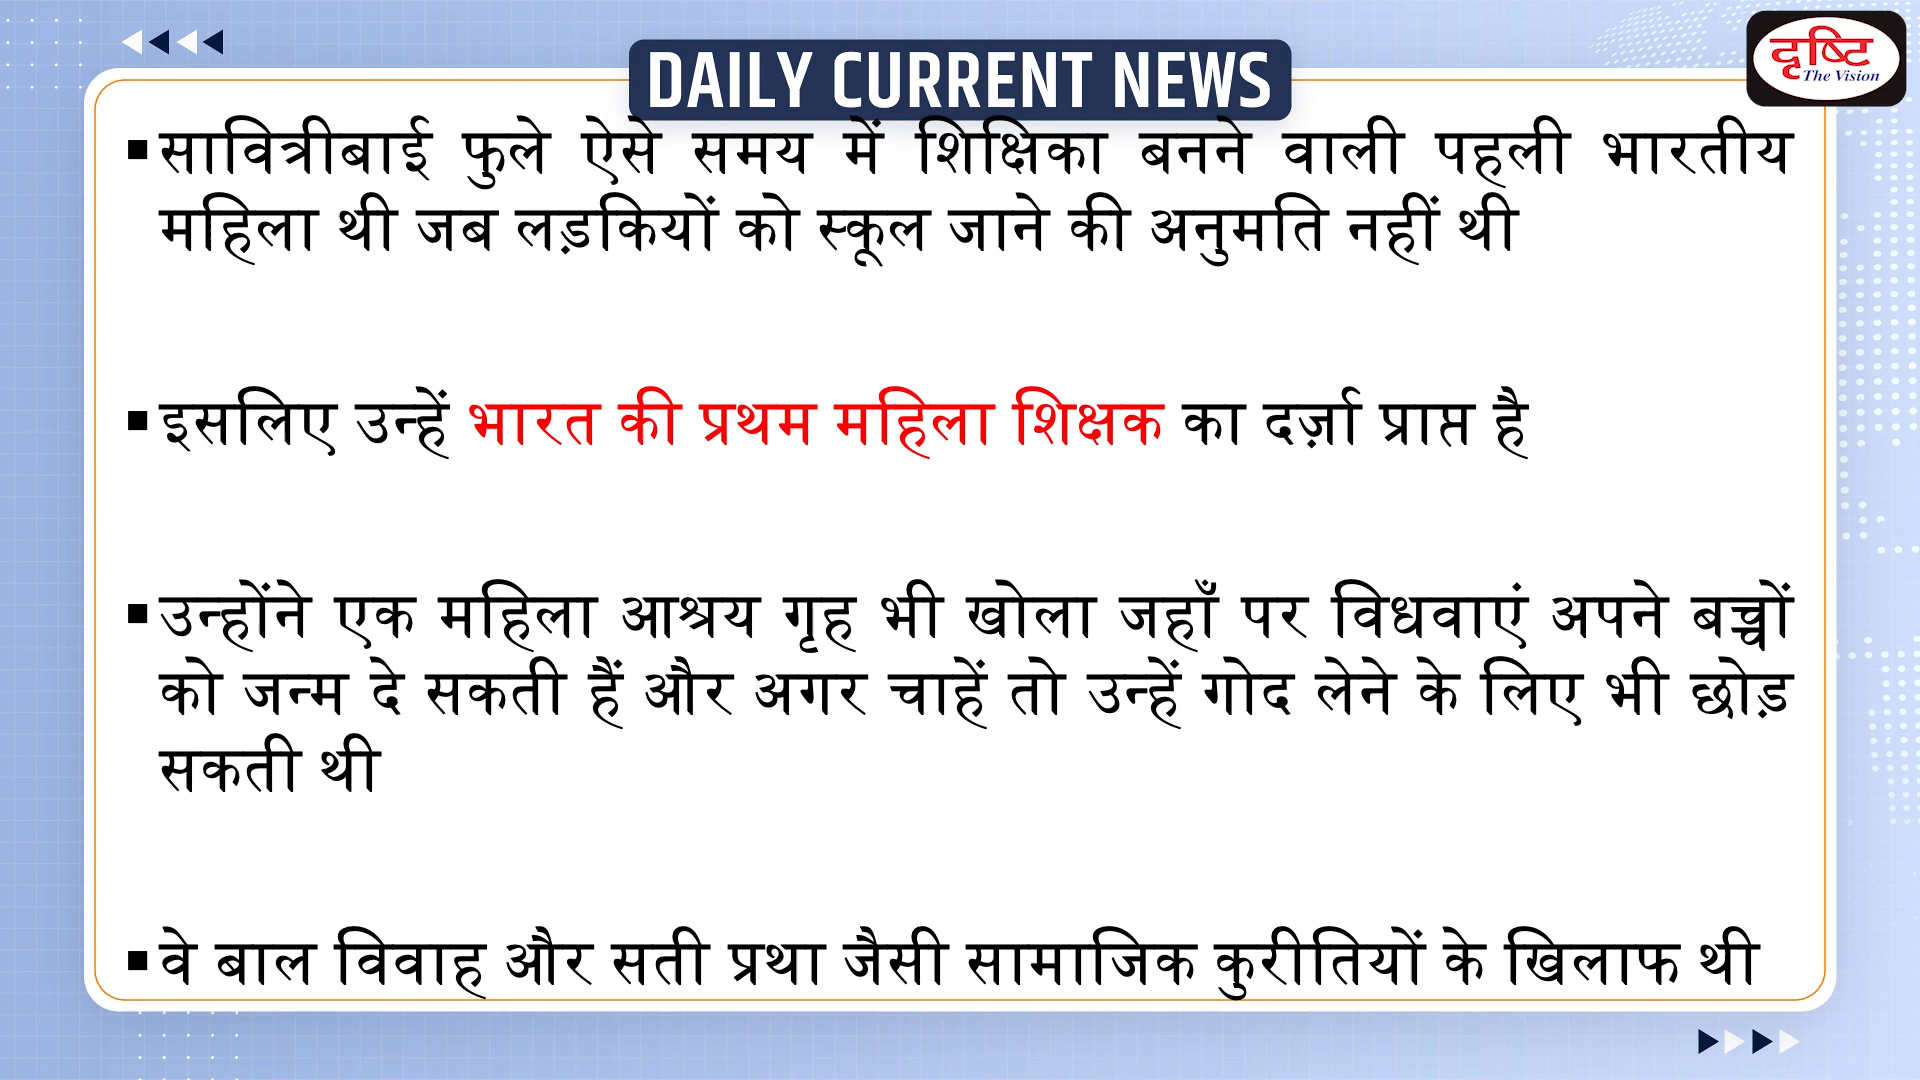 DAILY CURRENT NEWS
दृष्टि
The Vision
▪ सावित्रीबाई फुले ऐसे समय में शिक्षिका बनने वाली पहली भारतीय
महिला थी जब लड़कियों को स्कूल जाने की अनुमति नहीं थी
▪ इसलिए उन्हें भारत की प्रथम महिला शिक्षक का दर्ज़ा प्राप्त है
▪ उन्होंने एक महिला आश्रय गृह भी खोला जहाँ पर विधवाएं अपने बच्चों
को जन्म दे सकती हैं और अगर चाहें तो उन्हें गोद लेने के लिए भी छोड़
सकती थी
▪ वे बाल विवाह और सती प्रथा जैसी सामाजिक कुरीतियों के खिलाफ थी